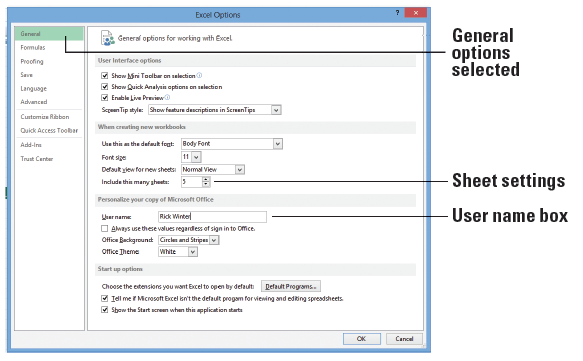 Excel Options
?
General
Formulas
Proofing
Save
Language
Advanced
Customize Ribbon
Quick Access Toolbar
Add-Ins
Trust Center
General options for working with Excel.
User Interface options
Show Mini Toolbar on selection
Show Quick Analysis options on selection
Enable Live Preview
ScreenTip style: Show feature descriptions in ScreenTips
When creating new workbooks
Use this as the default font: Body Font
Font size: 11
Default view for new sheets: Normal View
Include this many sheets: 5
Personalize your copy of Microsoft Office
User name: Rick Winter
Always use these values regardless of sign in to Office.
Office Background: Circles and Stripes
Office Theme: White
Start up options
Choose the extensions you want Excel to open by default: Default Programs...
Tell me if Microsoft Excel isn't the default progam for viewing and editing spreadsheets.
Show the Start screen when this application starts
OK Cancel
General
options
selected
Sheet settings
User name box